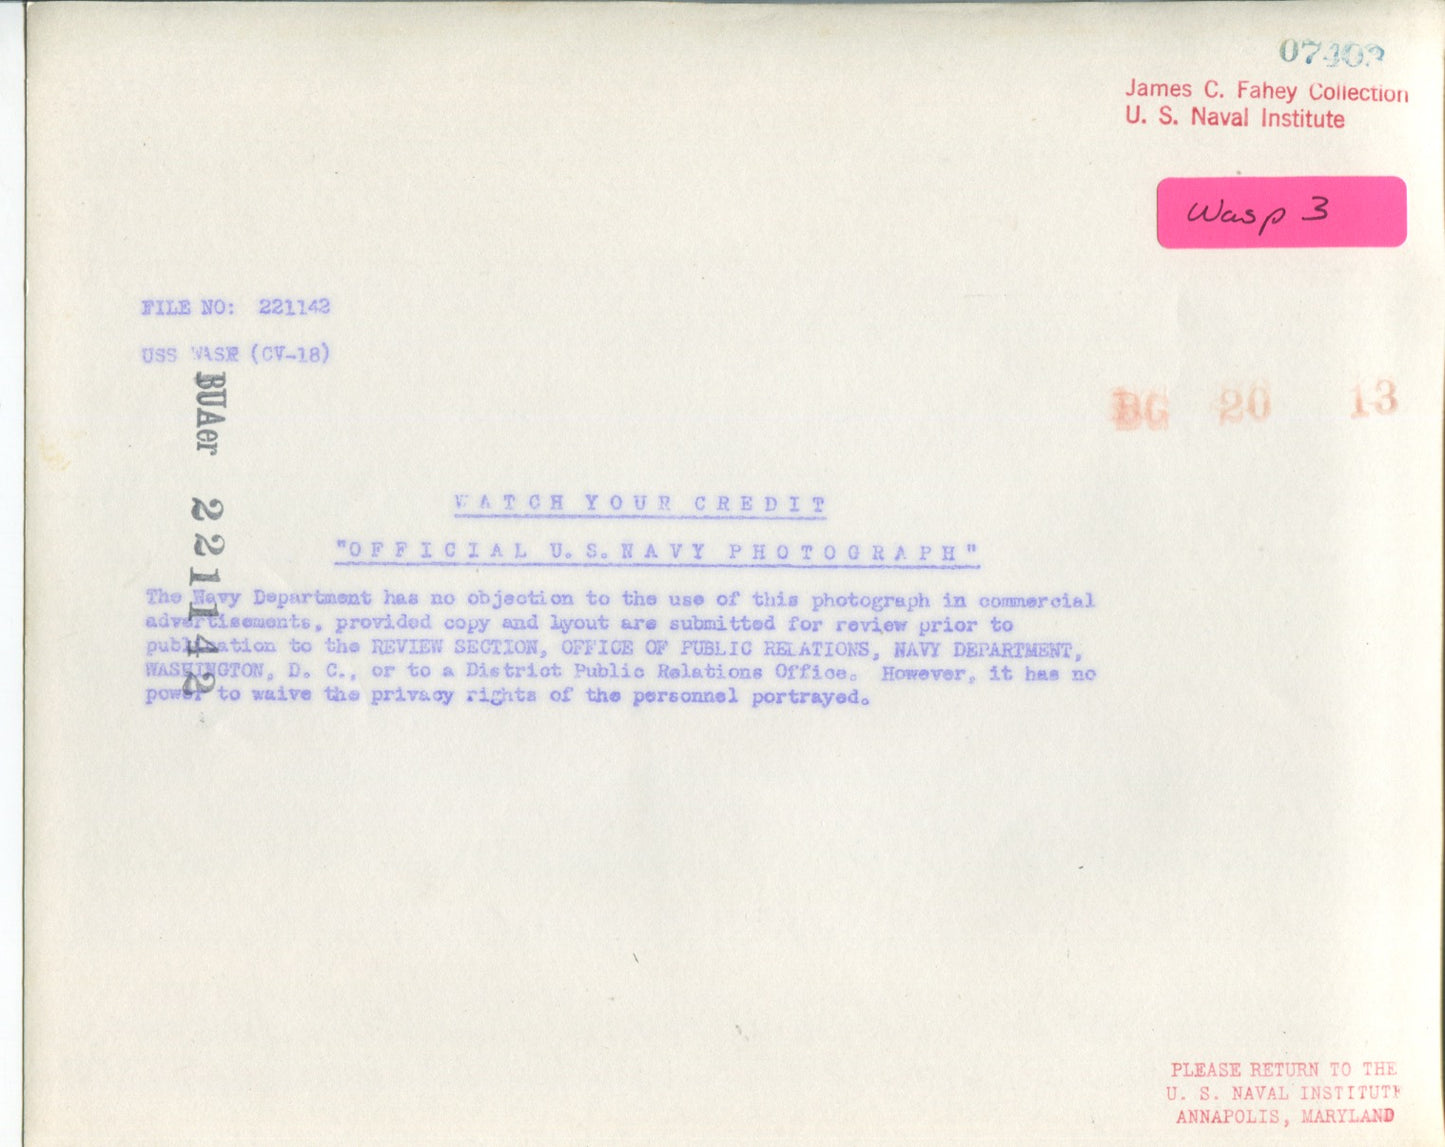 James C. Fahey Collection
U. S. Naval Institute
Wasp 3
FILE NO: 221142
USS WASP (CV-18)
BUAer 221142
BG 20 13
WATCH YOUR CREDIT
"OFFICIAL U.S.NAVY PHOTOGRAPH"
The Navy Department has no objection to the use of this photograph in commercial
advertisements, provided copy and lyout are submitted for review prior to
publication to the REVIEW SECTION, OFFICE OF PUBLIC RELATIONS, NAVY DEPARTMENT,
WASHINGTON, D. C., or to a District Public Relations Office. However, it has no
power to waive the privacy rights of the personnel portrayed.
PLEASE RETURN TO THE
U. S. NAVAL INSTITUTE
ANNAPOLIS, MARYLAND